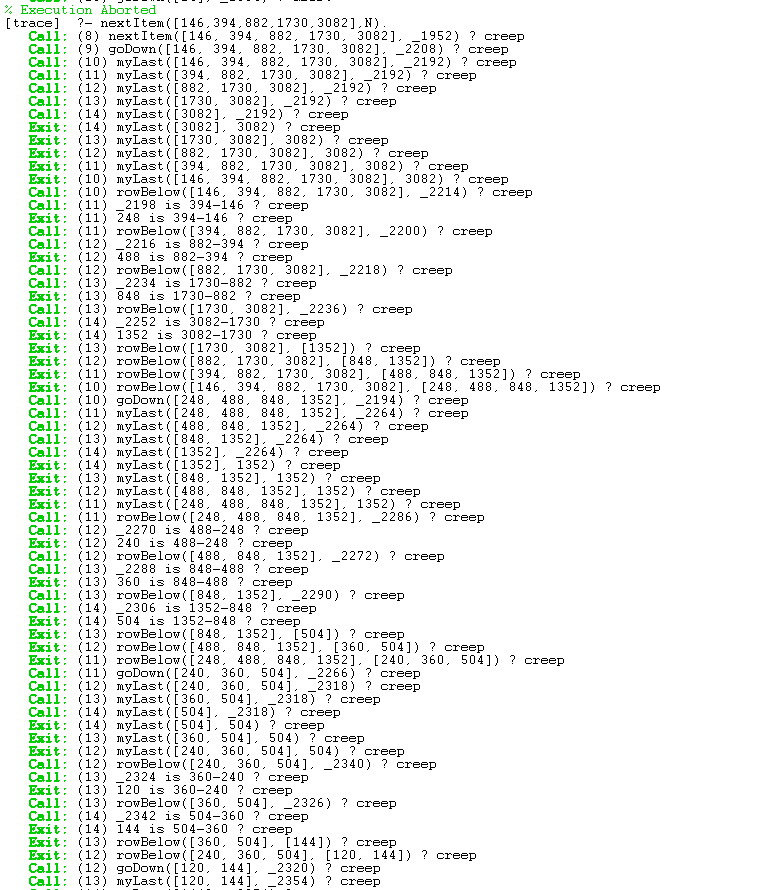 % Execution Aborted
[trace]  ?- nextItem([146,394,882,1730,3082],N).
Call: (8) nextItem([146, 394, 882, 1730, 3082], _1952) ? creep
Call: (9) goDown([146, 394, 882, 1730, 3082], _2208) ? creep
Call: (10) myLast([146, 394, 882, 1730, 3082], _2192) ? creep
Call: (11) myLast([394, 882, 1730, 3082], _2192) ? creep
Call: (12) myLast([882, 1730, 3082], _2192) ? creep
Call: (13) myLast([1730, 3082], _2192) ? creep
Call: (14) myLast([3082], _2192) ? creep
Exit: (14) myLast([3082], 3082) ? creep
Exit: (13) myLast([1730, 3082], 3082) ? creep
Exit: (12) myLast([882, 1730, 3082], 3082) ? creep
Exit: (11) myLast([394, 882, 1730, 3082], 3082) ? creep
Exit: (10) myLast([146, 394, 882, 1730, 3082], 3082) ? creep
Call: (10) rowBelow([146, 394, 882, 1730, 3082], _2214) ? creep
Call: (11) _2198 is 394-146 ? creep
Exit: (11) 248 is 394-146 ? creep
Call: (11) rowBelow([394, 882, 1730, 3082], _2200) ? creep
Call: (12) _2216 is 882-394 ? creep
Exit: (12) 488 is 882-394 ? creep
Call: (12) rowBelow([882, 1730, 3082], _2218) ? creep
Call: (13) _2234 is 1730-882 ? creep
Exit: (13) 848 is 1730-882 ? creep
Call: (13) rowBelow([1730, 3082], _2236) ? creep
Call: (14) _2252 is 3082-1730 ? creep
Exit: (14) 1352 is 3082-1730 ? creep
Exit: (13) rowBelow([1730, 3082], [1352]) ? creep
Exit: (12) rowBelow([882, 1730, 3082], [848, 1352]) ? creep
Exit: (11) rowBelow([394, 882, 1730, 3082], [488, 848, 1352]) ? creep
Exit: (10) rowBelow([146, 394, 882, 1730, 3082], [248, 488, 848, 1352]) ? creep
Call: (10) goDown([248, 488, 848, 1352], _2194) ? creep
Call: (11) myLast([248, 488, 848, 1352], _2264) ? creep
Call: (12) myLast([488, 848, 1352], _2264) ? creep
Call: (13) myLast([848, 1352], _2264) ? creep
Call: (14) myLast([1352], _2264) ? creep
Exit: (14) myLast([1352], 1352) ? creep
Exit: (13) myLast([848, 1352], 1352) ? creep
Exit: (12) myLast([488, 848, 1352], 1352) ? creep
Exit: (11) myLast([248, 488, 848, 1352], 1352) ? creep
Call: (11) rowBelow([248, 488, 848, 1352], _2286) ? creep
Call: (12) _2270 is 488-248 ? creep
Exit: (12) 240 is 488-248 ? creep
Call: (12) rowBelow([488, 848, 1352], _2272) ? creep
Call: (13) _2288 is 848-488 ? creep
Exit: (13) 360 is 848-488 ? creep
Call: (13) rowBelow([848, 1352], _2290) ? creep
Call: (14) _2306 is 1352-848 ? creep
Exit: (14) 504 is 1352-848 ? creep
Exit: (13) rowBelow([848, 1352], [504]) ? creep
Exit: (12) rowBelow([488, 848, 1352], [360, 504]) ? creep
Exit: (11) rowBelow([248, 488, 848, 1352], [240, 360, 504]) ? creep
Call: (11) goDown([240, 360, 504], _2266) ? creep
Call: (12) myLast([240, 360, 504], _2318) ? creep
Call: (13) myLast([360, 504], _2318) ? creep
Call: (14) myLast([504], _2318) ? creep
Exit: (14) myLast([504], 504) ? creep
Exit: (13) myLast([360, 504], 504) ? creep
Exit: (12) myLast([240, 360, 504], 504) ? creep
Call: (12) rowBelow([240, 360, 504], _2340) ? creep
Call: (13) _2324 is 360-240 ? creep
Exit: (13) 120 is 360-240 ? creep
Call: (13) rowBelow([360, 504], _2326) ? creep
Call: (14) _2342 is 504-360 ? creep
Exit: (14) 144 is 504-360 ? creep
Exit: (13) rowBelow([360, 504], [144]) ? creep
Exit: (12) rowBelow([240, 360, 504], [120, 144]) ? creep
Call: (12) goDown([120, 144], _2320) ? creep
Call: (13) myLast([120, 144], _2354) ? creep